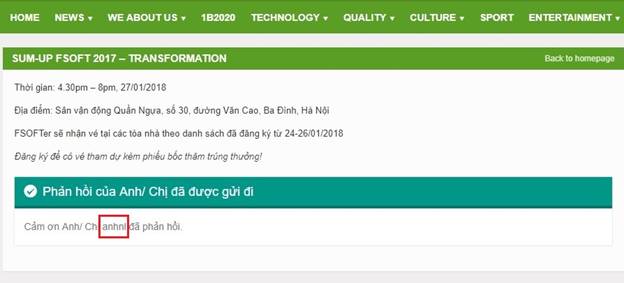 HOME NEWS WE ABOUT US 1B2020 TECHNOLOGY QUALITY CULTURE SPORT ENTERTAINMENT
SUM-UP FSOFT 2017 – TRANSFORMATION Back to homepage
Thời gian: 4.30pm – 8pm, 27/01/2018
Địa điểm: Sân vận động Quần Ngựa, số 30, đường Văn Cao, Ba Đình, Hà Nội
FSOFTer sẽ nhận vé tại các tòa nhà theo danh sách đã đăng ký từ 24-26/01/2018
Đăng ký để có vé tham dự kèm phiếu bốc thăm trúng thưởng!
Phản hồi của Anh/ Chị đã được gửi đi
Cảm ơn Anh/ Chị anhnl đã phản hồi.